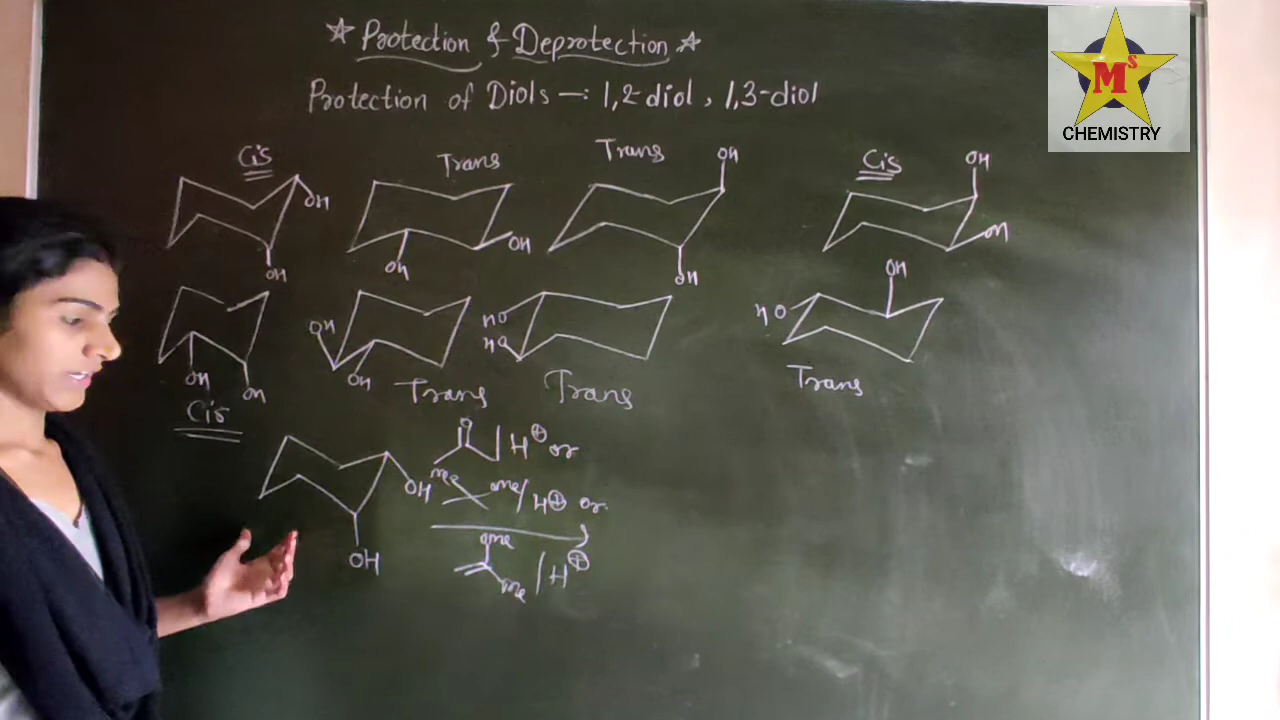 ☆ Protection & Deprotection ☆
Protection of Diols —: 1,2-diol, 1,3-diol
Ms
CHEMISTRY
Cis Trans Trans OH Cis OH
OH OH OH
OH OH OH OH
OH HO HO HO OH
OH OH OH
Cis Trans Trans Trans
O / H⊕ or
OH Me OMe / H⊕ or
OH OMe Me / H⊕